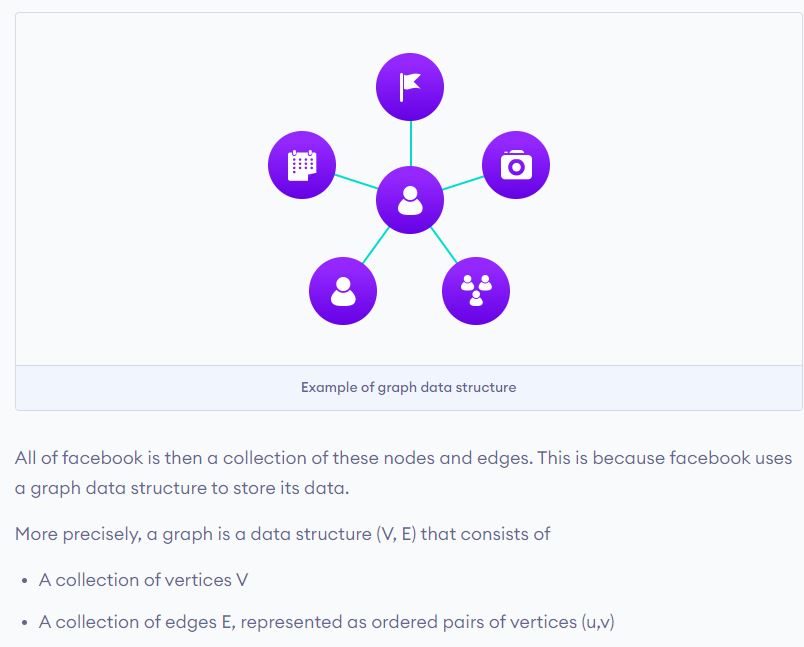 Example of graph data structure
All of facebook is then a collection of these nodes and edges. This is because facebook uses
a graph data structure to store its data.
More precisely, a graph is a data structure (V, E) that consists of
• A collection of vertices V
• A collection of edges E, represented as ordered pairs of vertices (u,v)